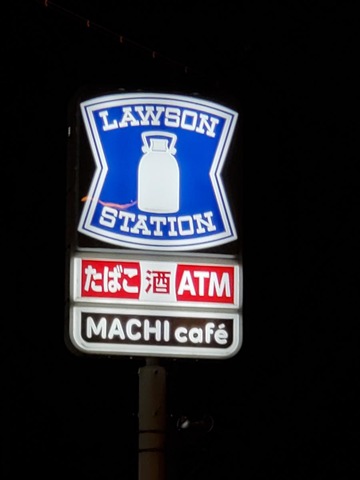 LAWSON
STATION
たばこ 酒 ATM
MACHI café